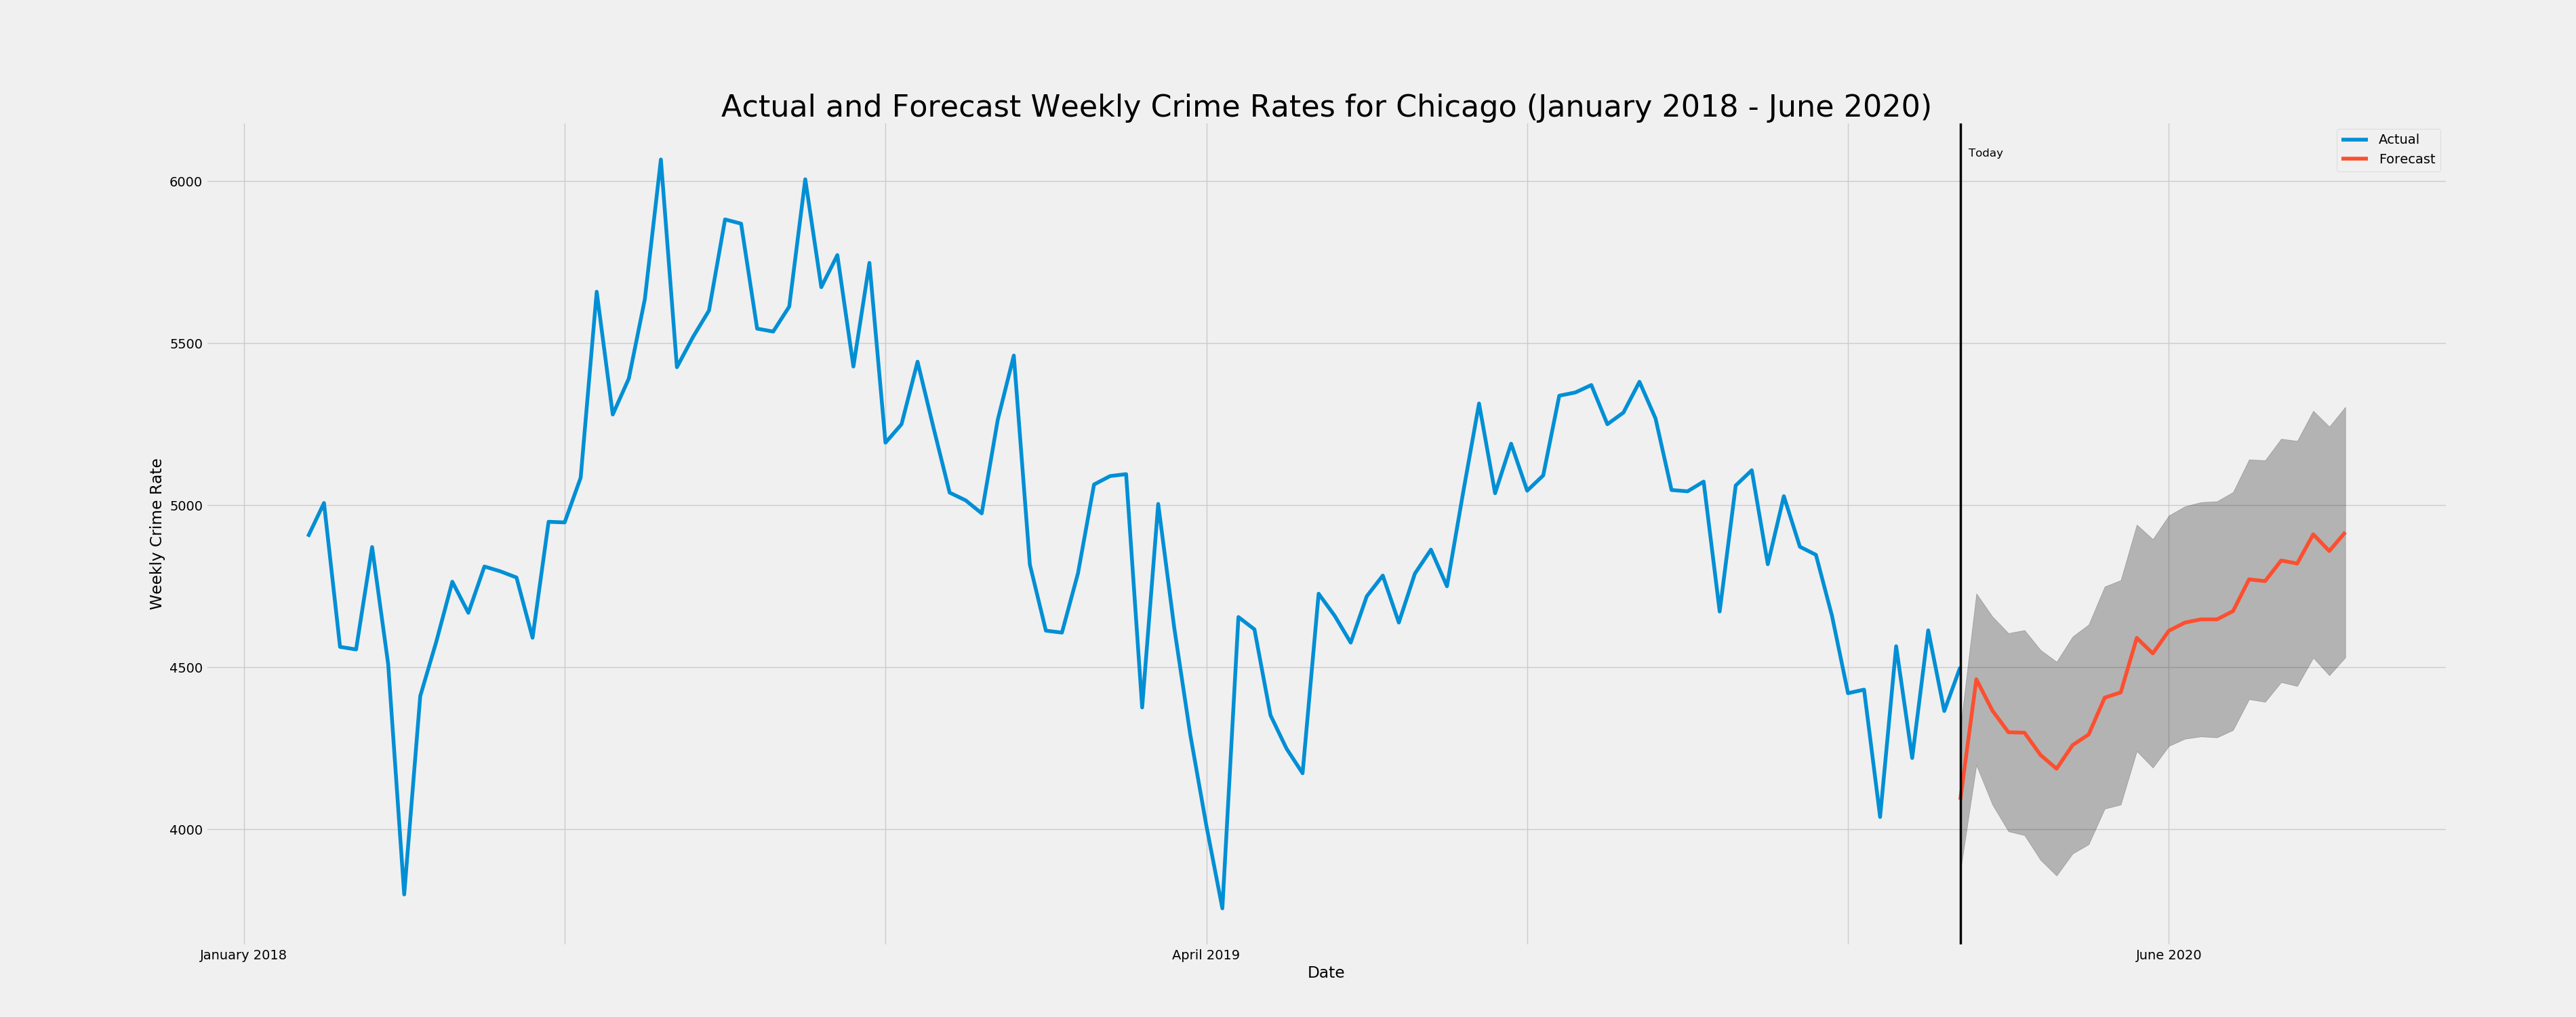 Actual and Forecast Weekly Crime Rates for Chicago (January 2018 - June 2020)
Today
Actual
Forecast
6000
5500
5000
4500
4000
Weekly Crime Rate
January 2018
April 2019
June 2020
Date